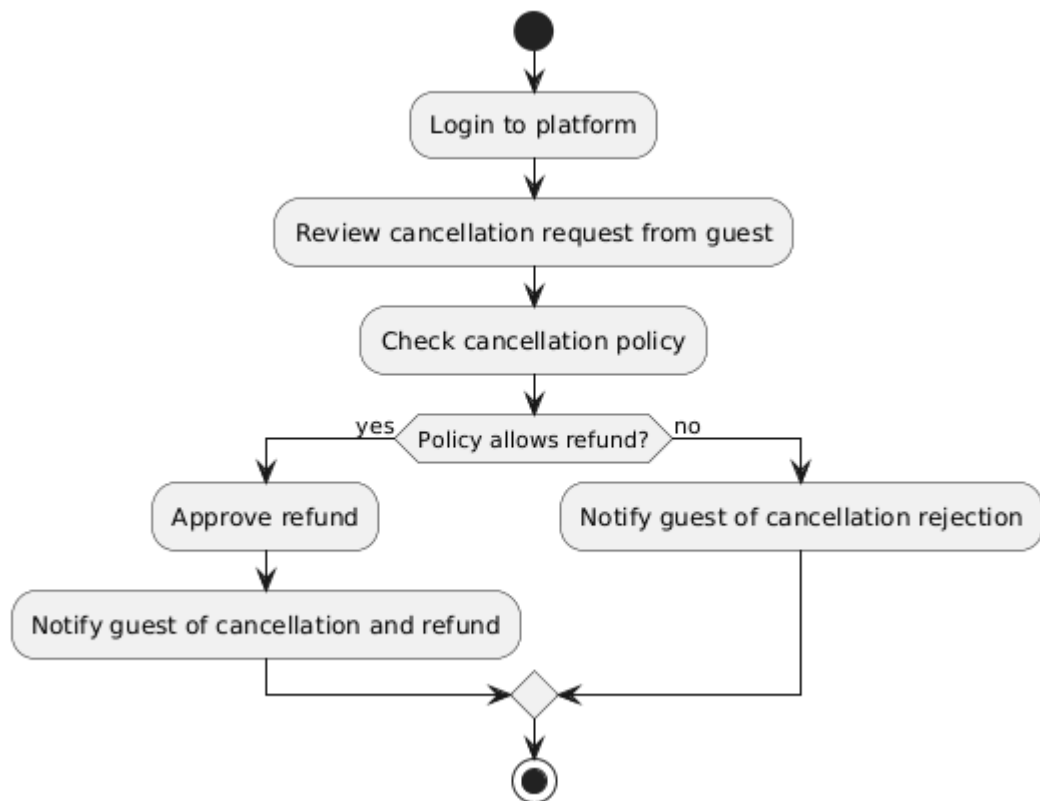 Login to platform
Review cancellation request from guest
Check cancellation policy
yes
Policy allows refund?
no
Approve refund
Notify guest of cancellation rejection
Notify guest of cancellation and refund